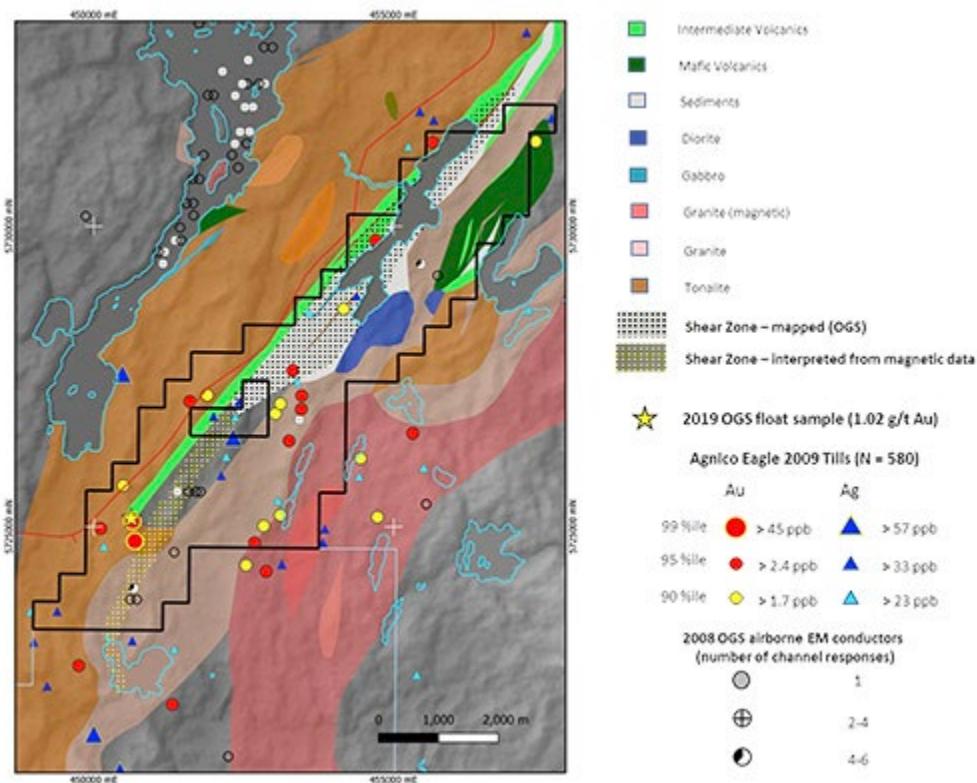 450000 mE
455000 mE
5730000 mN
5730000 mN
5725000 mN
5725000 mN
0 1,000 2,000 m
450000 mE
455000 mE
Intermediate Volcanics
Mafic Volcanics
Sediments
Diorite
Gabbro
Granite (magnetic)
Granite
Tonalite
Shear Zone – mapped (OGS)
Shear Zone – interpreted from magnetic data
2019 OGS float sample (1.02 g/t Au)
Agnico Eagle 2009 Tills (N = 580)
Au Ag
99 %ile > 45 ppb > 57 ppb
95 %ile > 2.4 ppb > 33 ppb
90 %ile > 1.7 ppb > 23 ppb
2008 OGS airborne EM conductors
(number of channel responses)
1
2-4
4-6